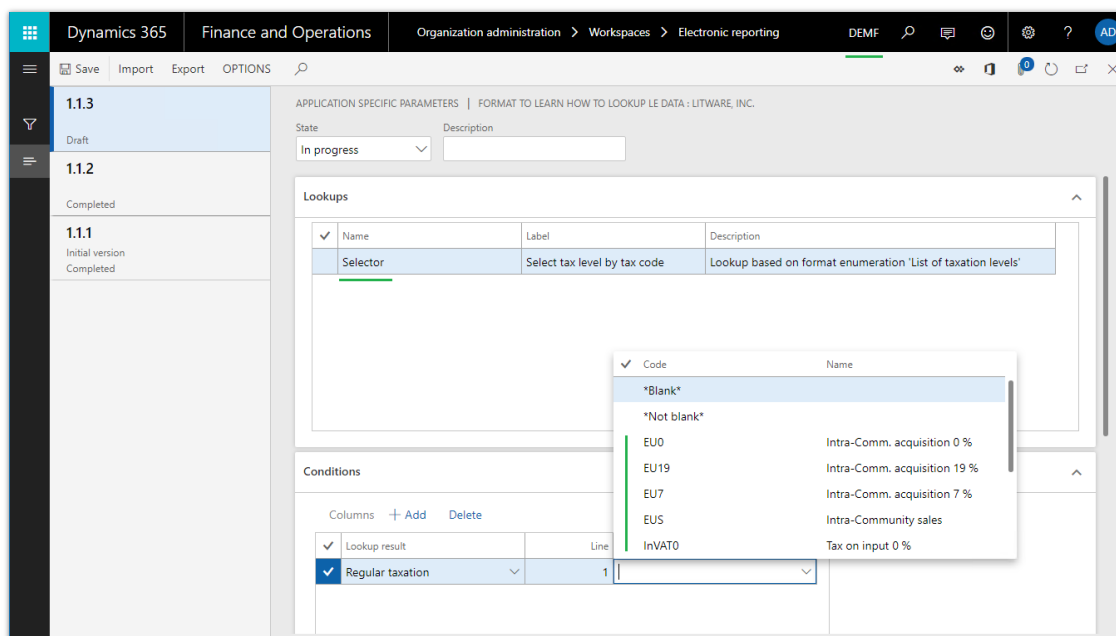 Dynamics 365 Finance and Operations Organization administration > Workspaces > Electronic reporting DEMF ? AD
Save Import Export OPTIONS 0
1.1.3
Draft
1.1.2
Completed
1.1.1
Initial version
Completed
APPLICATION SPECIFIC PARAMETERS | FORMAT TO LEARN HOW TO LOOKUP LE DATA : LITWARE, INC.
State Description
In progress
Lookups
Name Label Description
Selector Select tax level by tax code Lookup based on format enumeration 'List of taxation levels'
Code Name
*Blank*
*Not blank*
EU0 Intra-Comm. acquisition 0 %
EU19 Intra-Comm. acquisition 19 %
EU7 Intra-Comm. acquisition 7 %
EUS Intra-Community sales
InVAT0 Tax on input 0 %
Conditions
Columns + Add Delete
Lookup result Line
Regular taxation 1